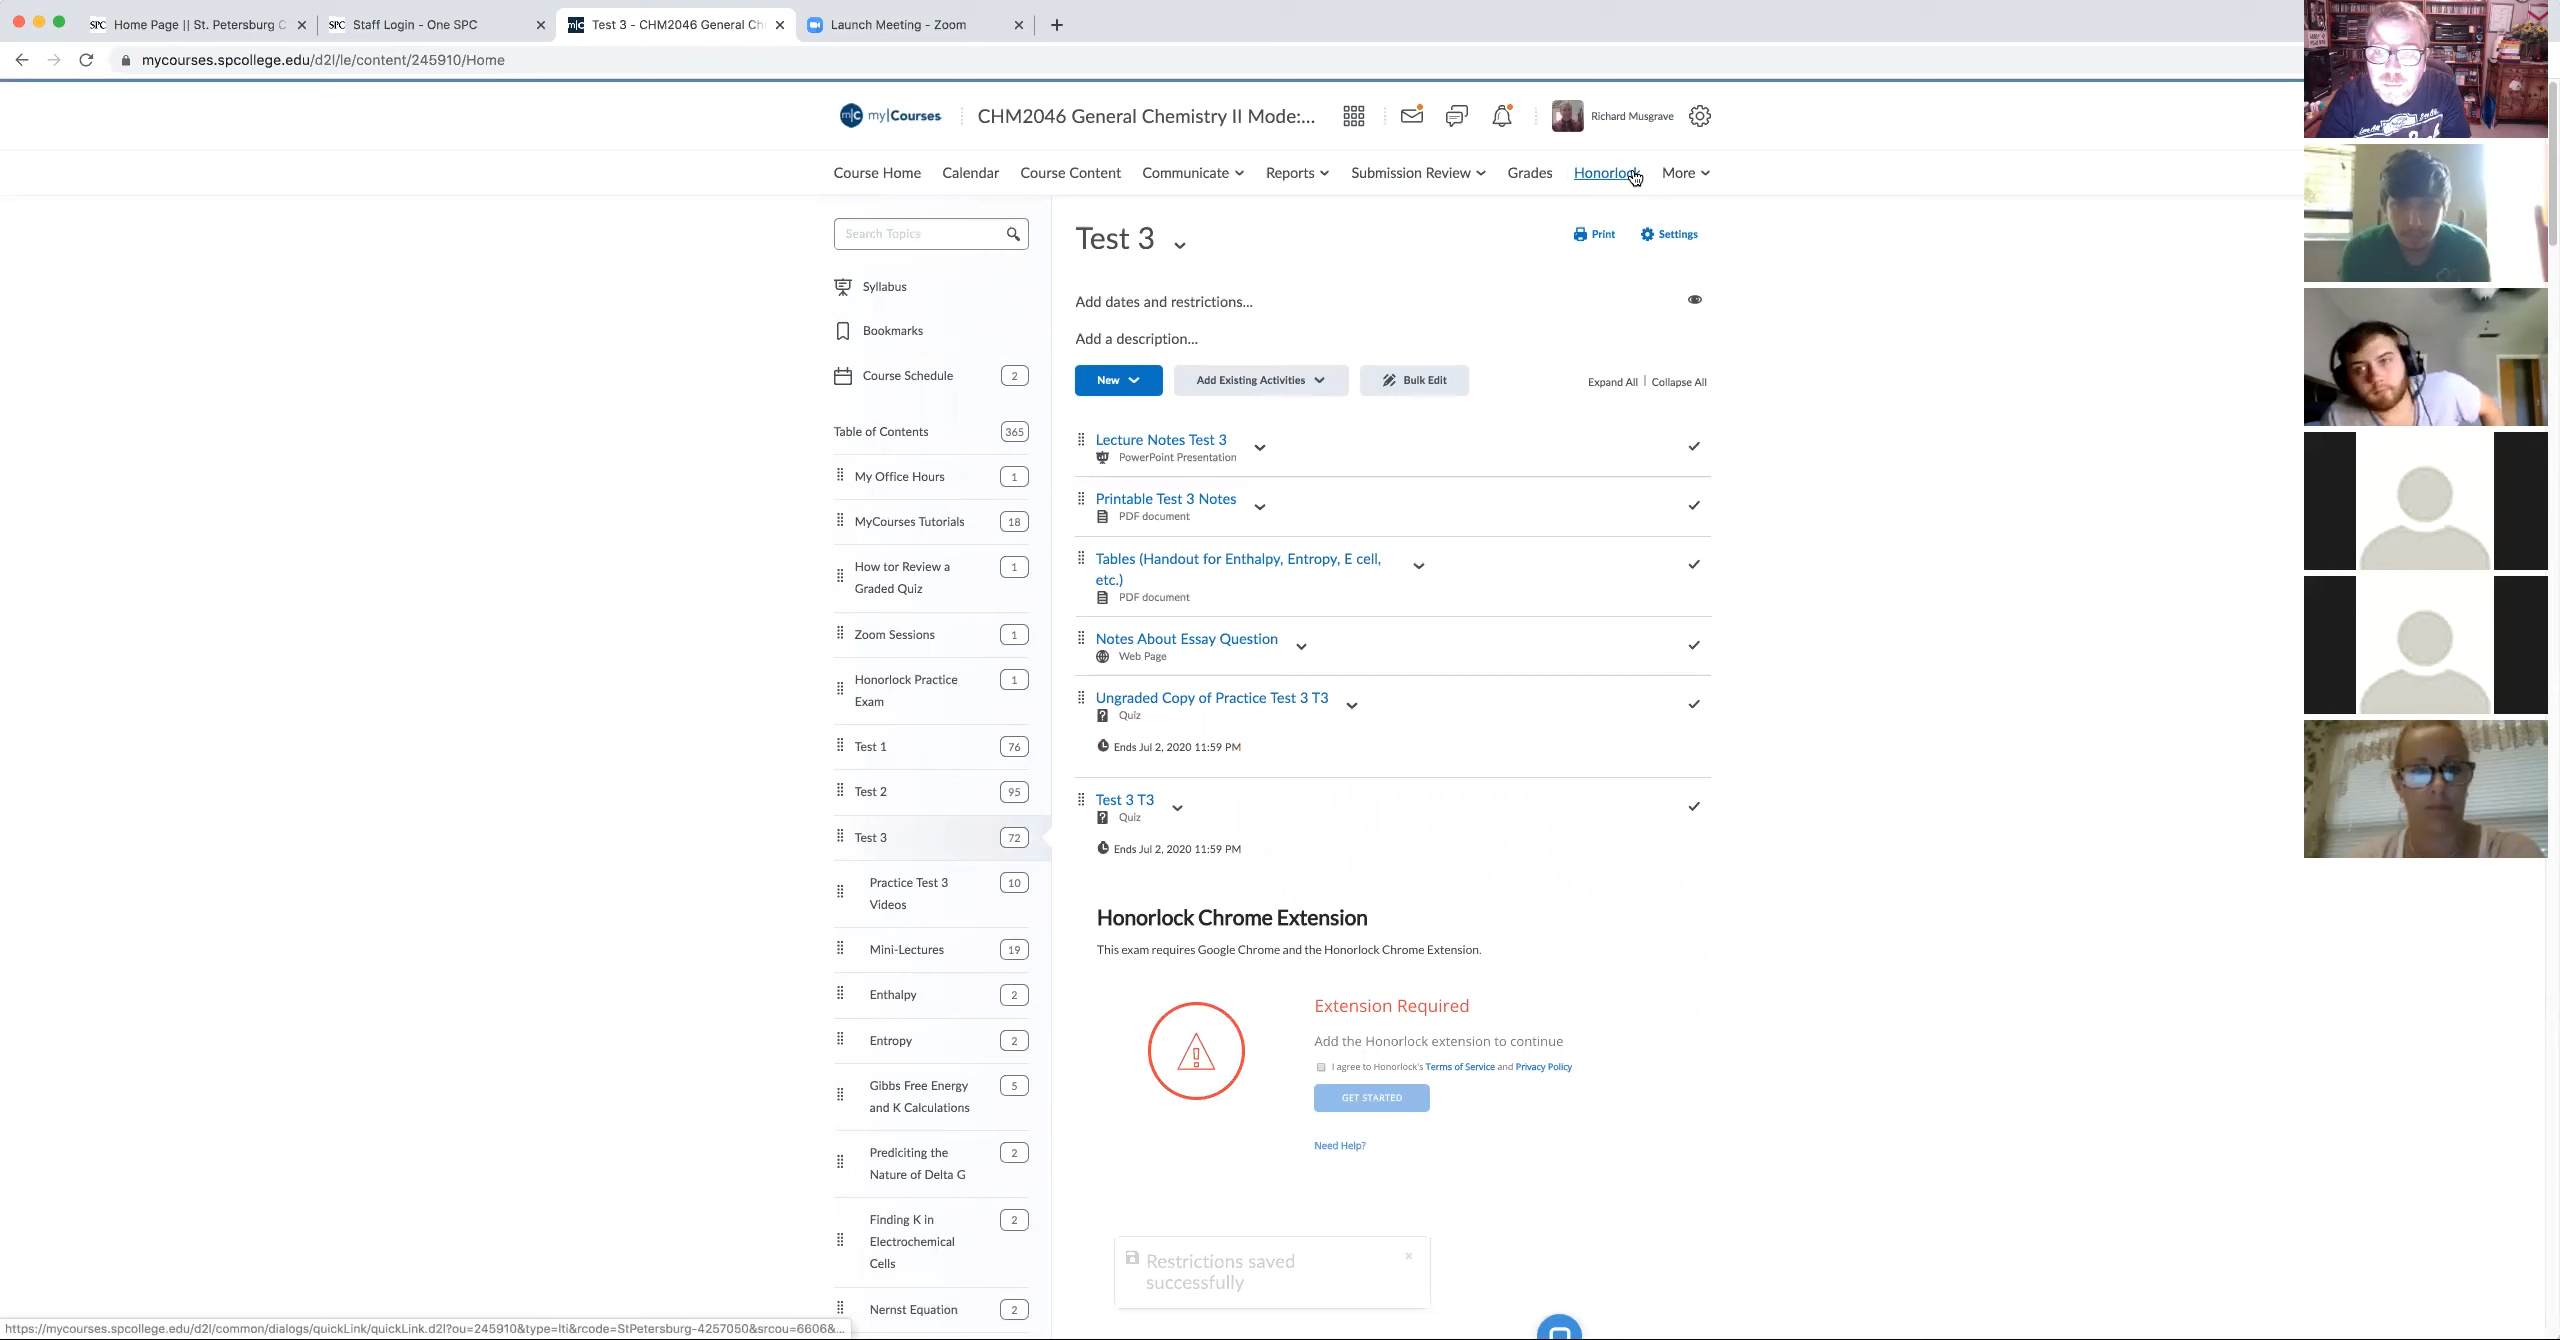 Home Page || St. Petersburg C
Staff Login - One SPC
Test 3 - CHM2046 General Ch
Launch Meeting - Zoom
mycourses.spcollege.edu/d2l/le/content/245910/Home
my|Courses
CHM2046 General Chemistry II Mode:...
Richard Musgrave
Course Home
Calendar
Course Content
Communicate
Reports
Submission Review
Grades
Honorlock
More
Search Topics
Syllabus
Bookmarks
Course Schedule
2
Table of Contents
365
My Office Hours
1
MyCourses Tutorials
18
How tor Review a
Graded Quiz
1
Zoom Sessions
1
Honorlock Practice
Exam
1
Test 1
76
Test 2
95
Test 3
72
Practice Test 3
Videos
10
Mini-Lectures
19
Enthalpy
2
Entropy
2
Gibbs Free Energy
and K Calculations
5
Prediciting the
Nature of Delta G
2
Finding K in
Electrochemical
Cells
2
Nernst Equation
2
Test 3
Print
Settings
Add dates and restrictions...
Add a description...
New
Add Existing Activities
Bulk Edit
Expand All | Collapse All
Lecture Notes Test 3
PowerPoint Presentation
Printable Test 3 Notes
PDF document
Tables (Handout for Enthalpy, Entropy, E cell,
etc.)
PDF document
Notes About Essay Question
Web Page
Ungraded Copy of Practice Test 3 T3
Quiz
Ends Jul 2, 2020 11:59 PM
Test 3 T3
Quiz
Ends Jul 2, 2020 11:59 PM
Honorlock Chrome Extension
This exam requires Google Chrome and the Honorlock Chrome Extension.
Extension Required
Add the Honorlock extension to continue
I agree to Honorlock's Terms of Service and Privacy Policy
GET STARTED
Need Help?
Restrictions saved
successfully
https://mycourses.spcollege.edu/d2l/common/dialogs/quickLink/quickLink.d2l?ou=245910&type=lti&rcode=StPetersburg-4257050&srcou=6606&...